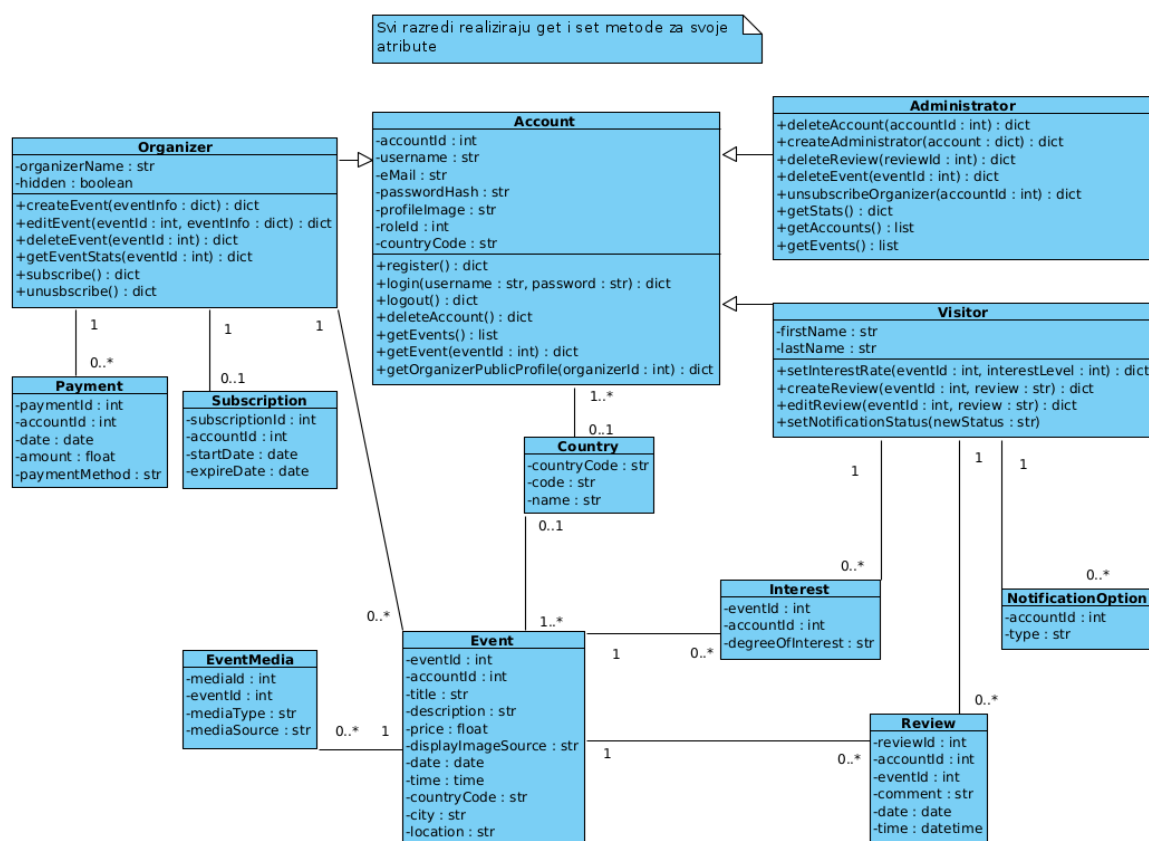 Svi razredi realiziraju get i set metode za svoje
atribute
Organizer
-organizerName : str
-hidden : boolean
+createEvent(eventInfo : dict) : dict
+editEvent(eventId : int, eventInfo : dict) : dict
+deleteEvent(eventId : int) : dict
+getEventStats(eventId : int) : dict
+subscribe() : dict
+unusbscribe() : dict
Account
-accountId : int
-username : str
-eMail : str
-passwordHash : str
-profileImage : str
-roleId : int
-countryCode : str
+register() : dict
+login(username : str, password : str) : dict
+logout() : dict
+deleteAccount() : dict
+getEvents() : list
+getEvent(eventId : int) : dict
+getOrganizerPublicProfile(organizerId : int) : dict
Administrator
+deleteAccount(accountId : int) : dict
+createAdministrator(account : dict) : dict
+deleteReview(reviewId : int) : dict
+deleteEvent(eventId : int) : dict
+unsubscribeOrganizer(accountId : int) : dict
+getStats() : dict
+getAccounts() : list
+getEvents() : list
Visitor
-firstName : str
-lastName : str
+setInterestRate(eventId : int, interestLevel : int) : dict
+createReview(eventId : int, review : str) : dict
+editReview(eventId : int, review : str) : dict
+setNotificationStatus(newStatus : str)
1
0..*
1
0..1
1
0..*
Payment
-paymentId : int
-accountId : int
-date : date
-amount : float
-paymentMethod : str
Subscription
-subscriptionId : int
-accountId : int
-startDate : date
-expireDate : date
1..*
0..1
Country
-countryCode : str
-code : str
-name : str
0..1
1..*
1
0..*
1
0..*
1
0..*
Interest
-eventId : int
-accountId : int
-degreeOfInterest : str
NotificationOption
-accountId : int
-type : str
EventMedia
-mediaId : int
-eventId : int
-mediaType : str
-mediaSource : str
0..*
1
Event
-eventId : int
-accountId : int
-title : str
-description : str
-price : float
-displayImageSource : str
-date : date
-time : time
-countryCode : str
-city : str
-location : str
1
0..*
1
0..*
Review
-reviewId : int
-accountId : int
-eventId : int
-comment : str
-date : date
-time : datetime